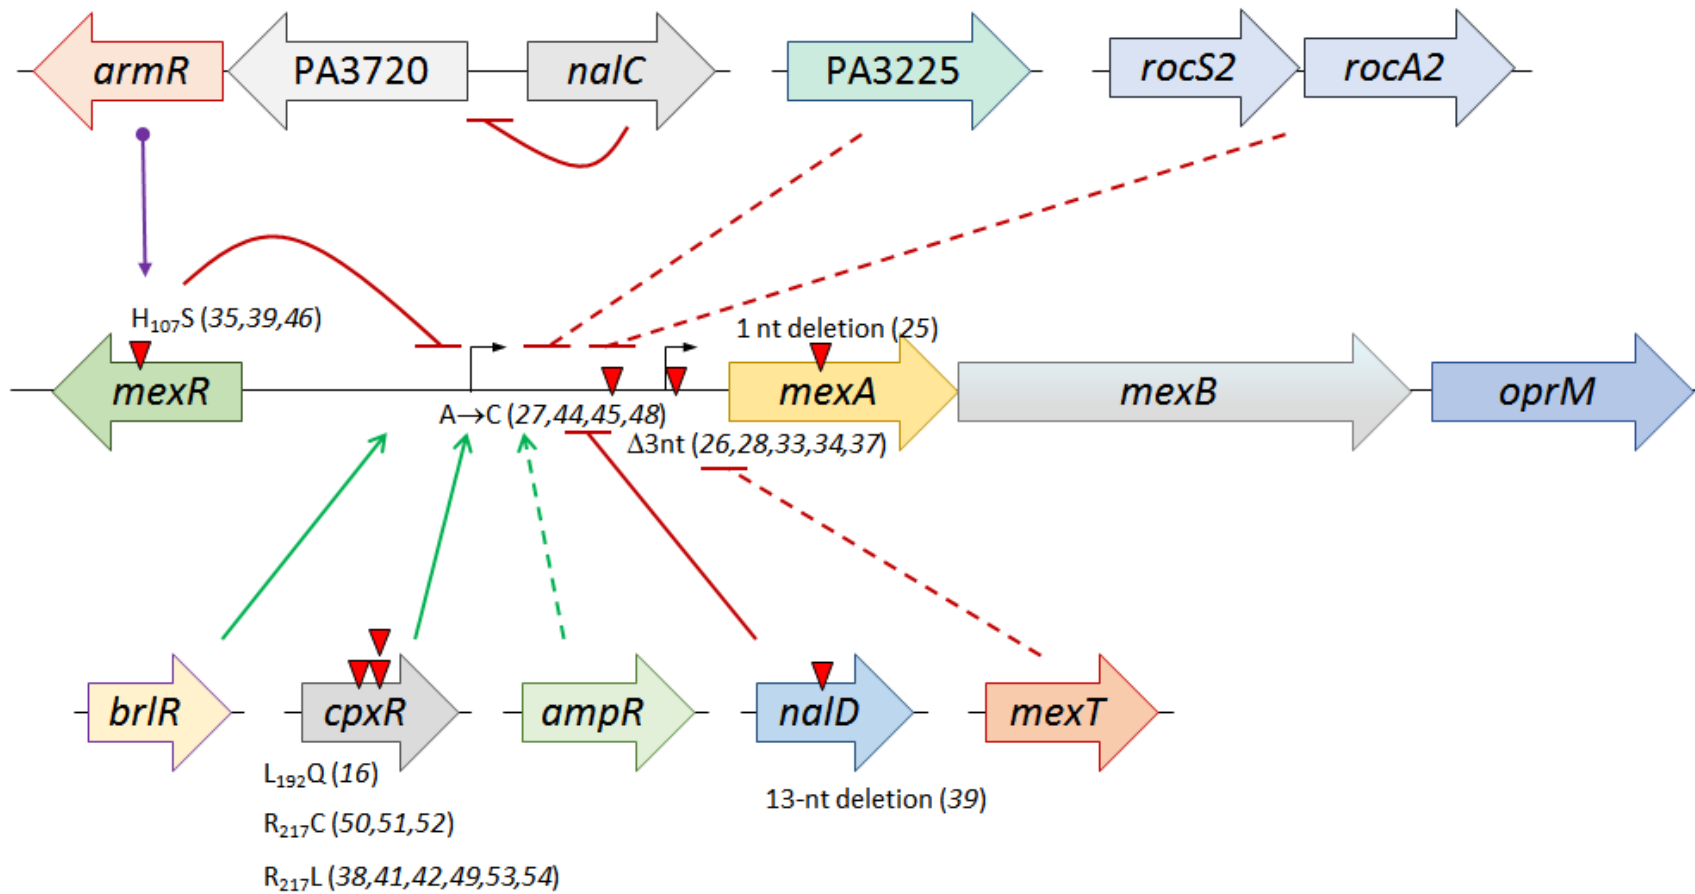 armR PA3720 nalC PA3225 rocS2 rocA2
H₁₀₇S (35,39,46)
1 nt deletion (25)
mexR mexA mexB oprM
A→C (27,44,45,48)
Δ3nt (26,28,33,34,37)
brlR cpxR ampR nalD mexT
L₁₉₂Q (16)
13-nt deletion (39)
R₂₁₇C (50,51,52)
R₂₁₇L (38,41,42,49,53,54)